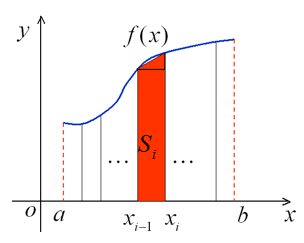 y
f(x)
S_i
... ...
o a x_{i-1} x_i b x